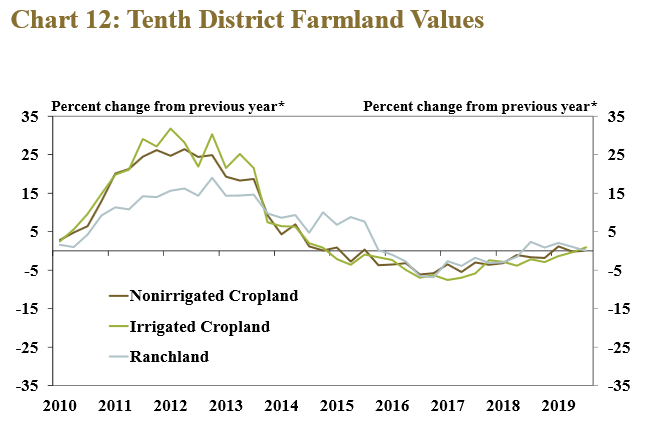 Chart 12: Tenth District Farmland Values
Percent change from previous year* Percent change from previous year*
35 35
25 25
15 15
5 5
-5 -5
-15 -15
-25 -25
-35 -35
Nonirrigated Cropland
Irrigated Cropland
Ranchland
2010 2011 2012 2013 2014 2015 2016 2017 2018 2019